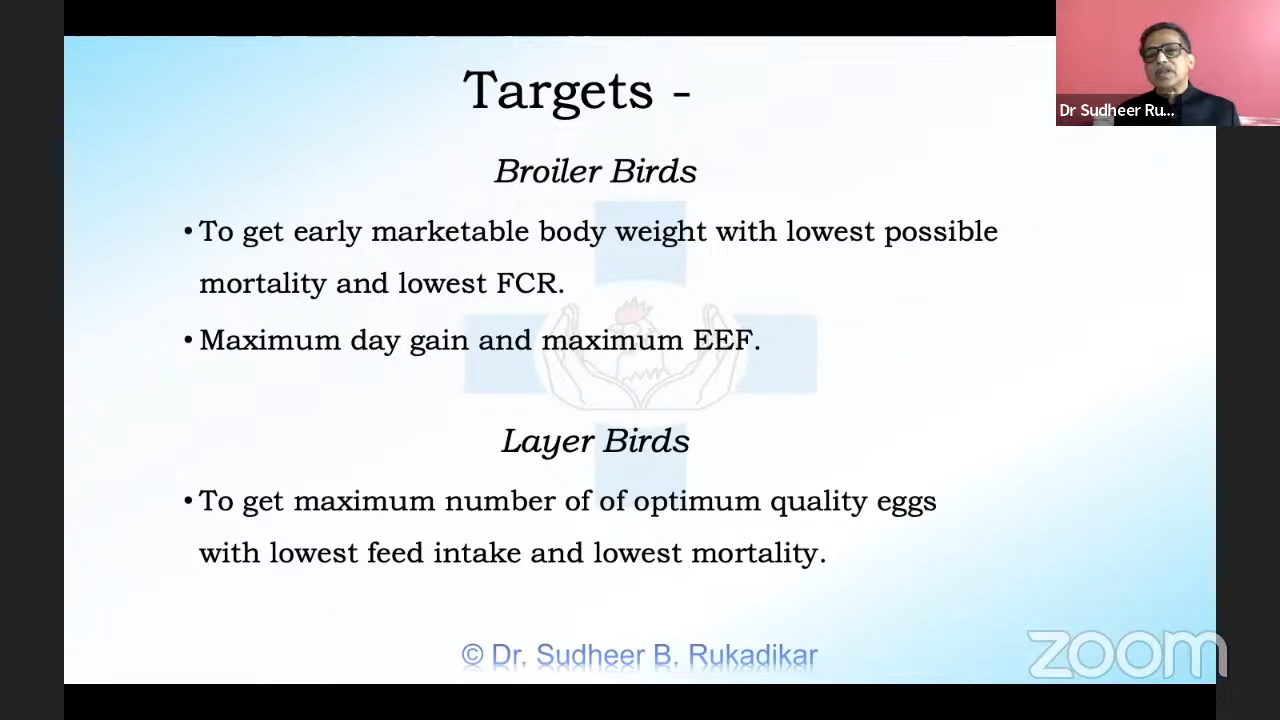 Targets -
Dr Sudheer Ru...
Broiler Birds
• To get early marketable body weight with lowest possible
mortality and lowest FCR.
• Maximum day gain and maximum EEF.
Layer Birds
• To get maximum number of of optimum quality eggs
with lowest feed intake and lowest mortality.
© Dr. Sudheer B. Rukadikar
zoom